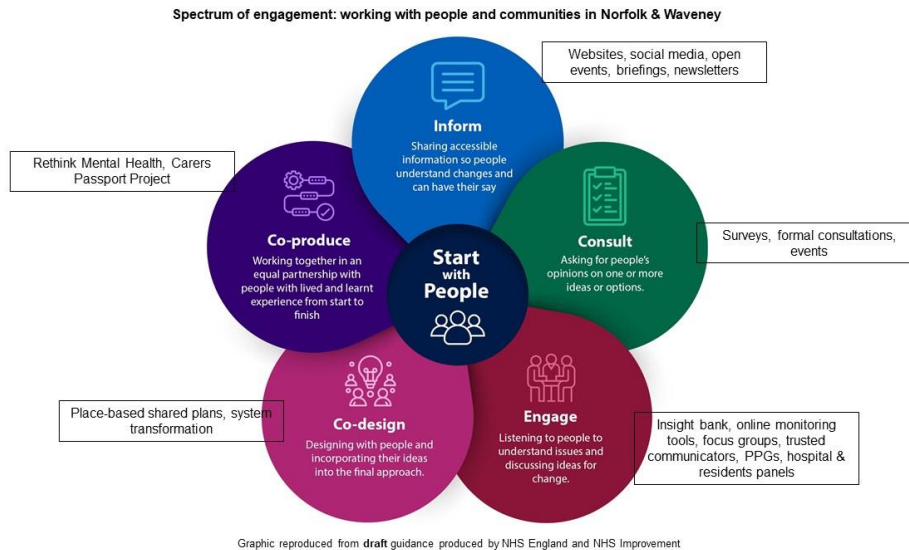 Spectrum of engagement: working with people and communities in Norfolk & Waveney
Websites, social media, open
events, briefings, newsletters
Inform
Sharing accessible
information so people
understand changes and
can have their say
Rethink Mental Health, Carers
Passport Project
Co-produce
Working together in an
equal partnership with
people with lived and learnt
experience from start to
finish
Start
with
People
Consult
Asking for people's
opinions on one or more
ideas or options.
Surveys, formal consultations,
events
Place-based shared plans, system
transformation
Co-design
Designing with people and
incorporating their ideas
into the final approach.
Engage
Listening to people to
understand issues and
discussing ideas for
change.
Insight bank, online monitoring
tools, focus groups, trusted
communicators, PPGs, hospital &
residents panels
Graphic reproduced from draft guidance produced by NHS England and NHS Improvement